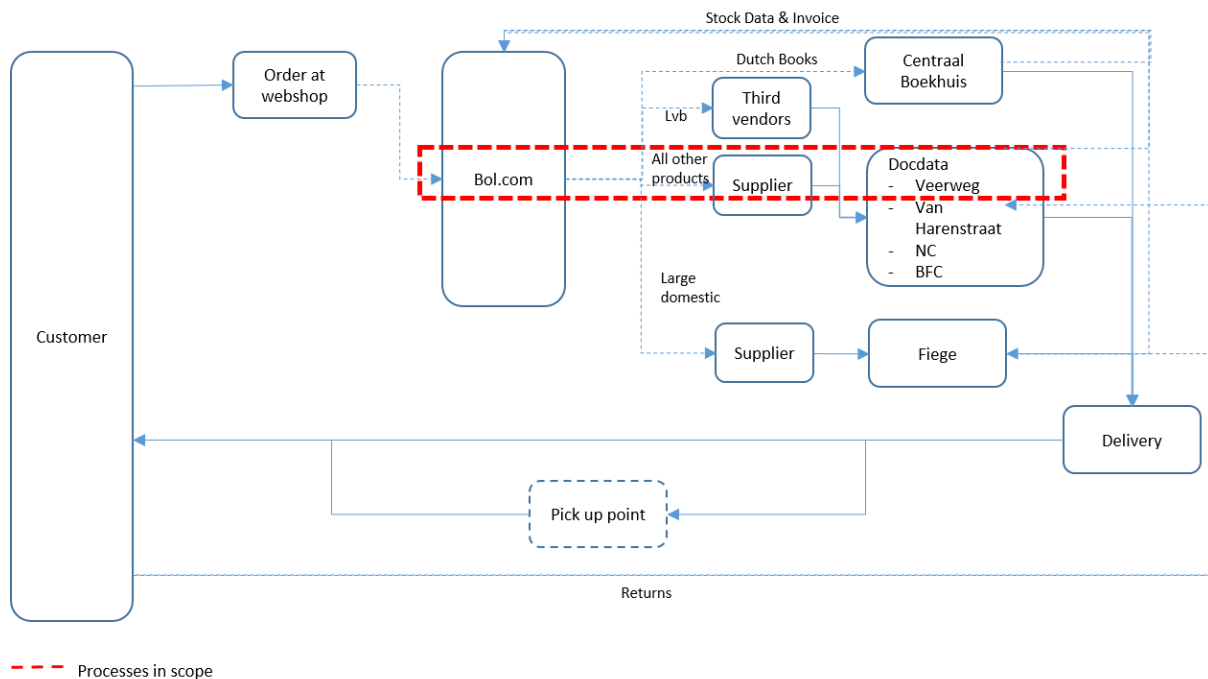 Stock Data & Invoice
Order at
webshop
Dutch Books
Centraal
Boekhuis
Third
vendors
Lvb
Bol.com
All other
products
Supplier
Docdata
- Veerweg
- Van
Harenstraat
- NC
- BFC
Large
domestic
Customer
Supplier
Fiege
Delivery
Pick up point
Returns
Processes in scope